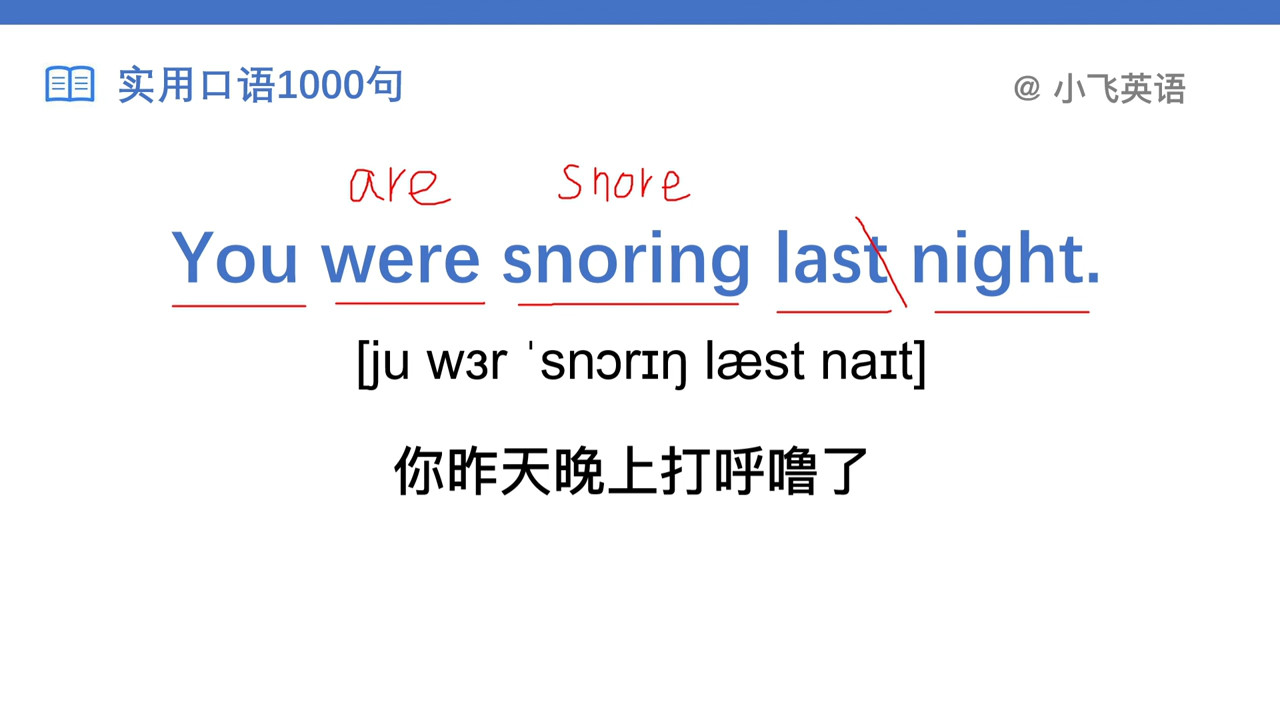 实用口语1000句
@ 小飞英语
are snore
You were snoring last night.
[ju wɜr ˈsnɔrɪŋ læst naɪt]
你昨天晚上打呼噜了